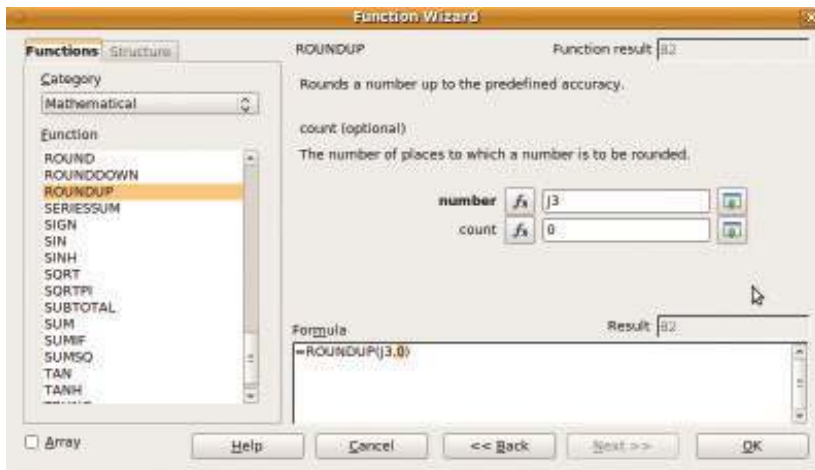 Function Wizard
Functions Structure
Category
Mathematical
Function
ROUND
ROUNDDOWN
ROUNDUP
SERIESSUM
SIGN
SIN
SINH
SQRT
SQRTPI
SUBTOTAL
SUM
SUMIF
SUMSQ
TAN
TANH
ROUNDUP
Function result 82
Rounds a number up to the predefined accuracy.
count (optional)
The number of places to which a number is to be rounded.
number fx j3
count fx 0
Formula
Result 82
=ROUNDUP(j3,0)
Array
Help
Cancel
<< Back
Next >>
OK